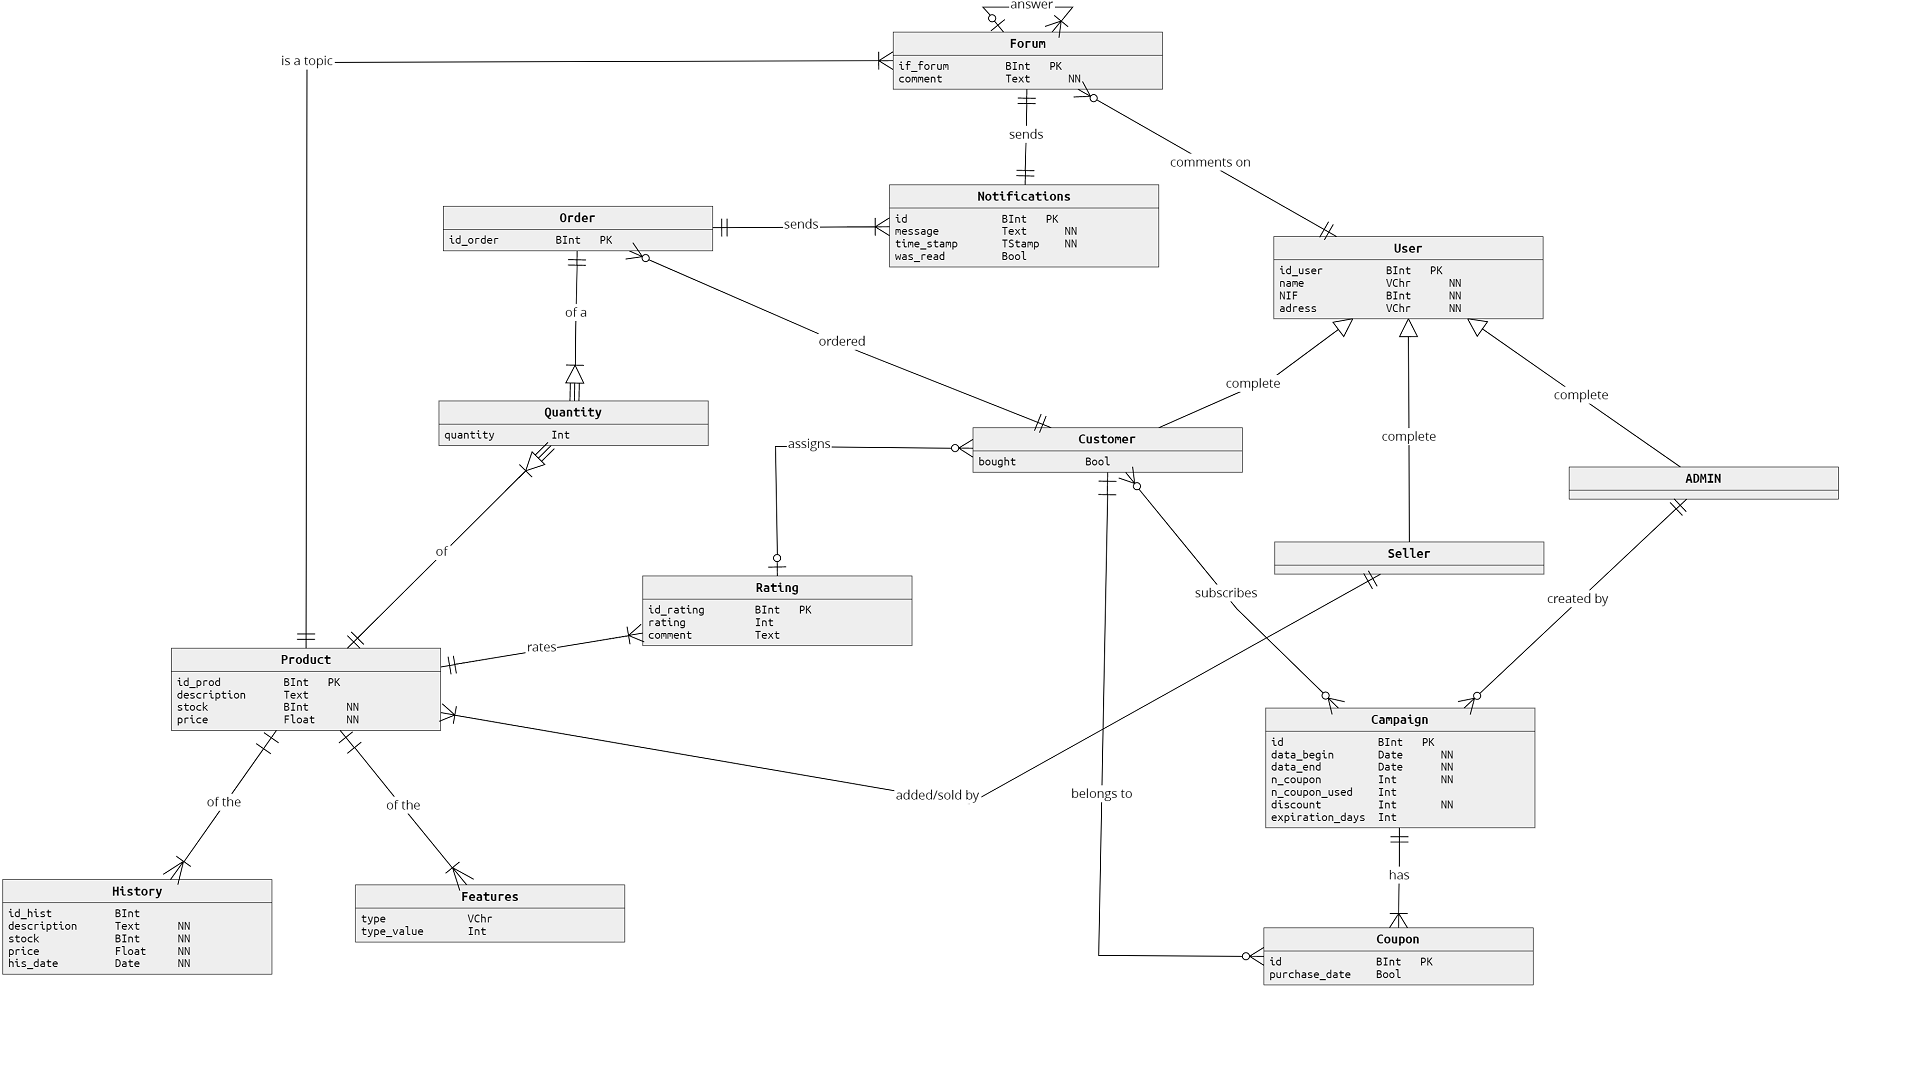 answer
Forum
if_forum BInt PK
comment Text NN
is a topic
sends
comments on
Notifications
id BInt PK
message Text NN
time_stamp TStamp NN
was_read Bool
Order
id_order BInt PK
sends
User
id_user BInt PK
name VChr NN
NIF BInt NN
adress VChr NN
of a
ordered
complete
complete
complete
Quantity
quantity Int
assigns
Customer
bought Bool
ADMIN
of
Seller
Rating
id_rating BInt PK
rating Int
comment Text
subscribes
created by
rates
Product
id_prod BInt PK
description Text
stock BInt NN
price Float NN
Campaign
id BInt PK
data_begin Date NN
data_end Date NN
n_coupon Int NN
n_coupon_used Int
discount Int NN
expiration_days Int
added/sold by
belongs to
of the
of the
has
History
id_hist BInt
description Text NN
stock BInt NN
price Float NN
his_date Date NN
Features
type VChr
type_value Int
Coupon
id BInt PK
purchase_date Bool